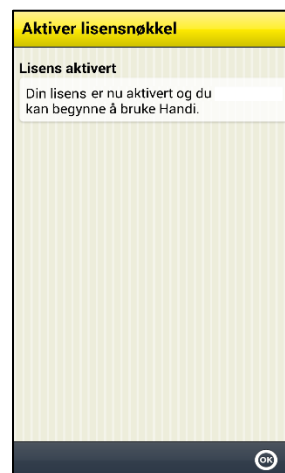 Aktiver lisensnøkkel
Lisens aktivert
Din lisens er nu aktivert og du
kan begynne å bruke Handi.
OK